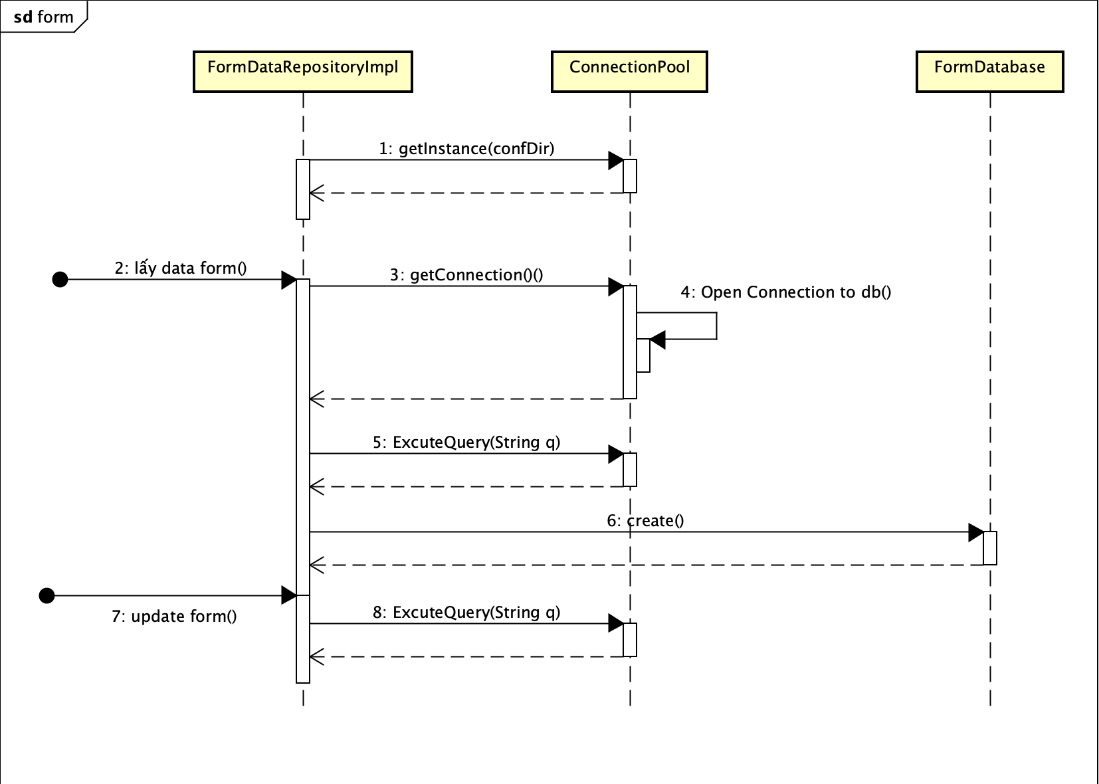 sd form
FormDataRepositoryImpl
ConnectionPool
FormDatabase
1: getInstance(confDir)
2: lấy data form()
3: getConnection()()
4: Open Connection to db()
5: ExcuteQuery(String q)
6: create()
7: update form()
8: ExcuteQuery(String q)